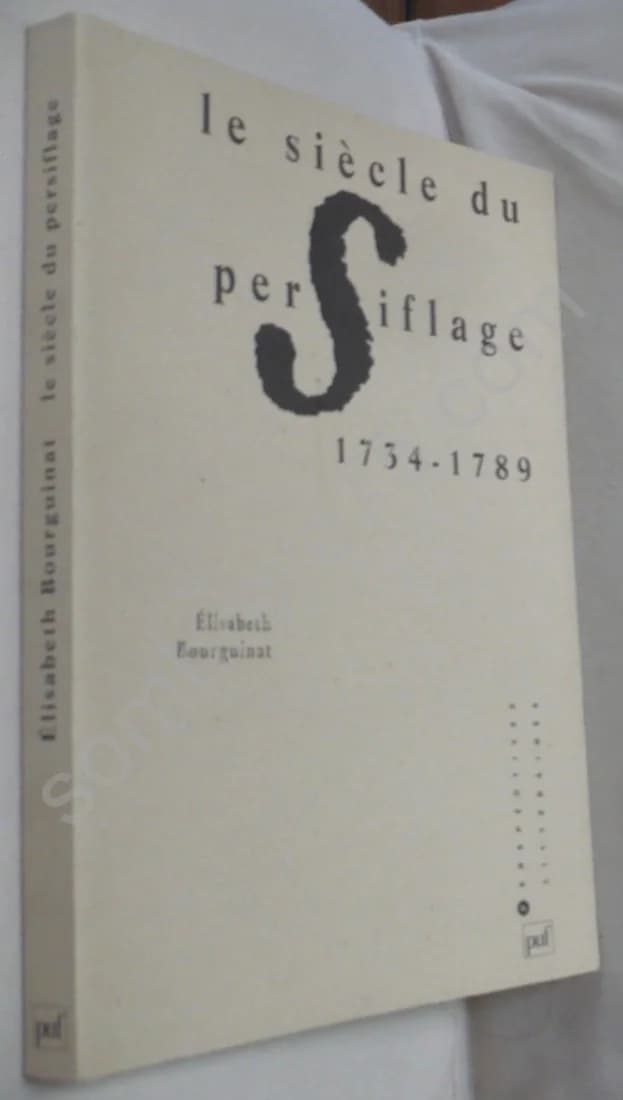 le siècle du
perSiflage
1734-1789
Élisabeth
Bourguinat
puf
Élisabeth Bourguinat le siècle du persiflage
puf